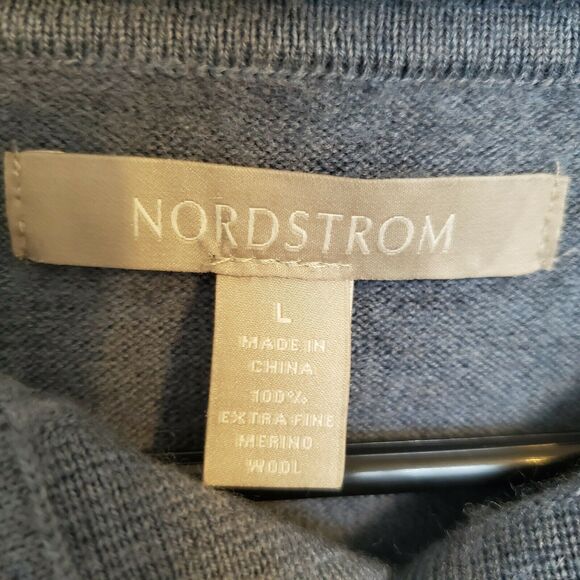 NORDSTROM
L
MADE IN
CHINA
100%
EXTRA FINE
MERINO
WOOL